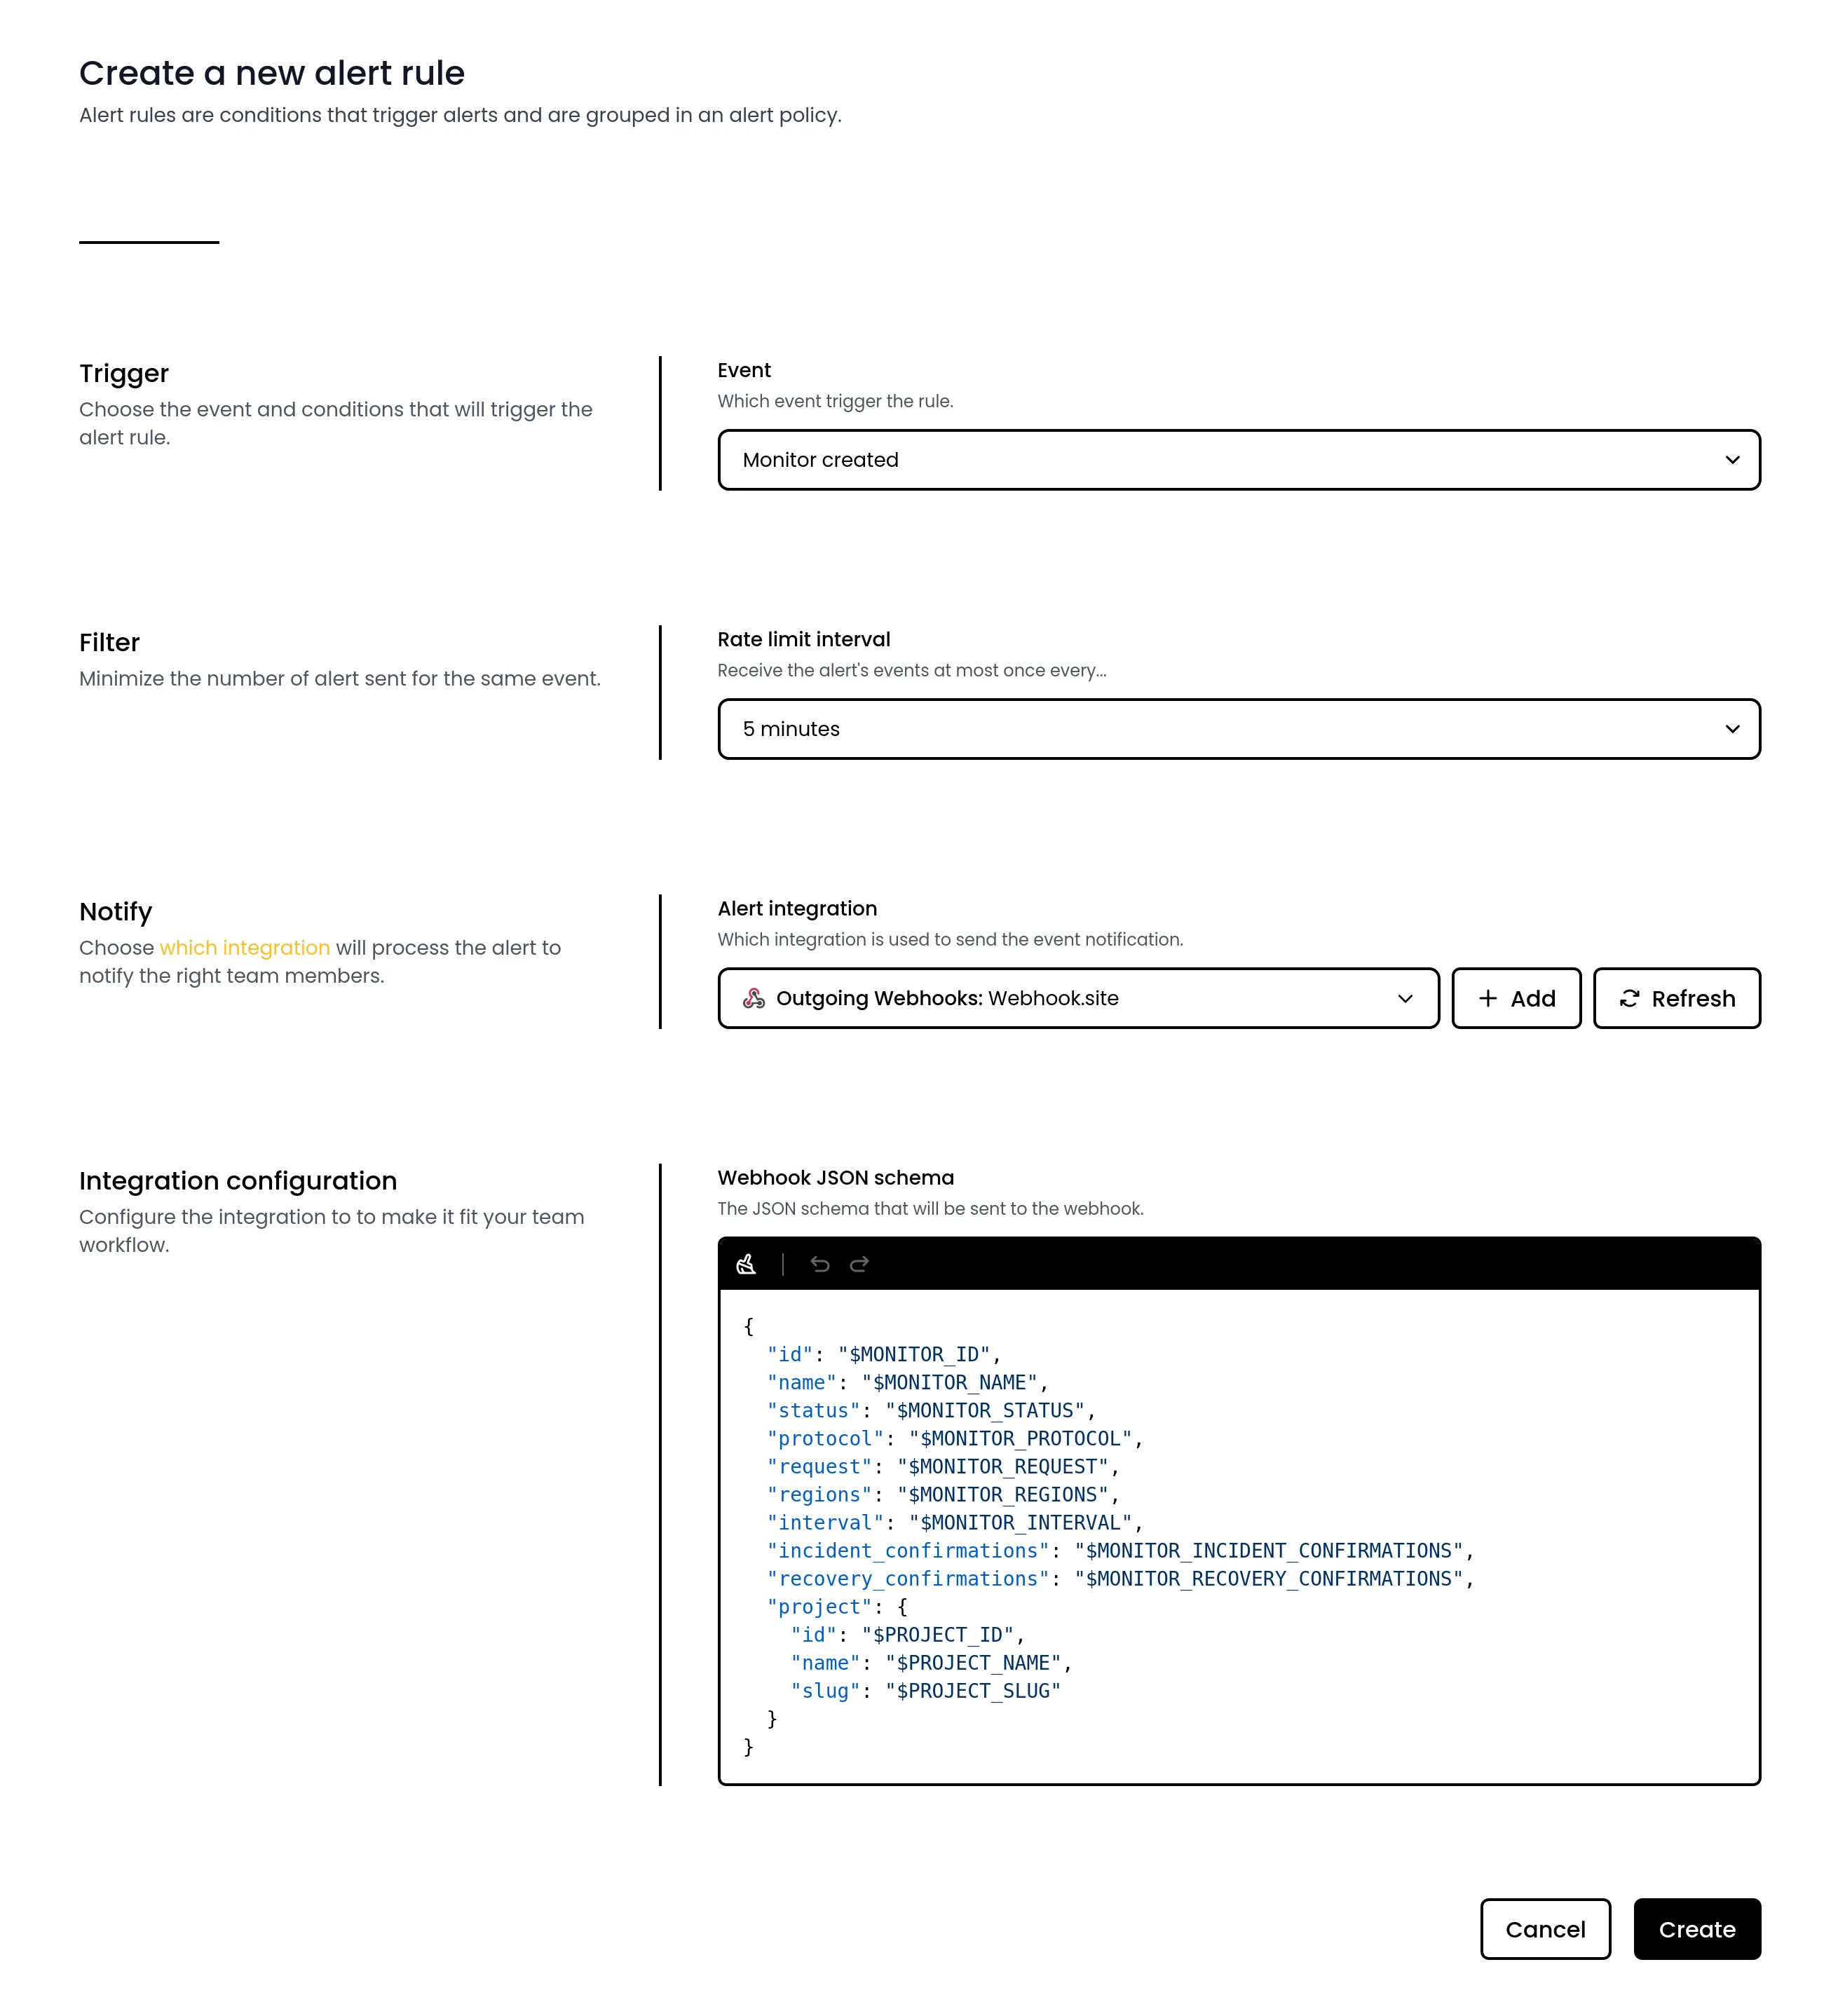 Create a new alert rule
Alert rules are conditions that trigger alerts and are grouped in an alert policy.
Trigger
Choose the event and conditions that will trigger the
alert rule.
Event
Which event trigger the rule.
Monitor created
Filter
Minimize the number of alert sent for the same event.
Rate limit interval
Receive the alert's events at most once every...
5 minutes
Notify
Choose which integration will process the alert to
notify the right team members.
Alert integration
Which integration is used to send the event notification.
Outgoing Webhooks: Webhook.site
Add
Refresh
Integration configuration
Configure the integration to to make it fit your team
workflow.
Webhook JSON schema
The JSON schema that will be sent to the webhook.
{
  "id": "$MONITOR_ID",
  "name": "$MONITOR_NAME",
  "status": "$MONITOR_STATUS",
  "protocol": "$MONITOR_PROTOCOL",
  "request": "$MONITOR_REQUEST",
  "regions": "$MONITOR_REGIONS",
  "interval": "$MONITOR_INTERVAL",
  "incident_confirmations": "$MONITOR_INCIDENT_CONFIRMATIONS",
  "recovery_confirmations": "$MONITOR_RECOVERY_CONFIRMATIONS",
  "project": {
    "id": "$PROJECT_ID",
    "name": "$PROJECT_NAME",
    "slug": "$PROJECT_SLUG"
  }
}
Cancel
Create